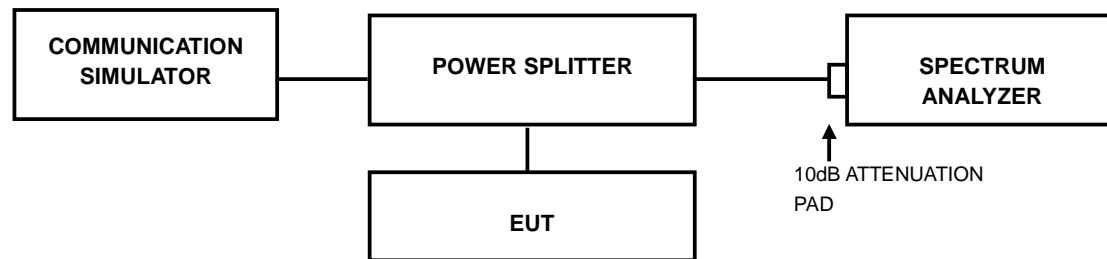 COMMUNICATION
SIMULATOR
POWER SPLITTER
SPECTRUM
ANALYZER
10dB ATTENUATION
PAD
EUT